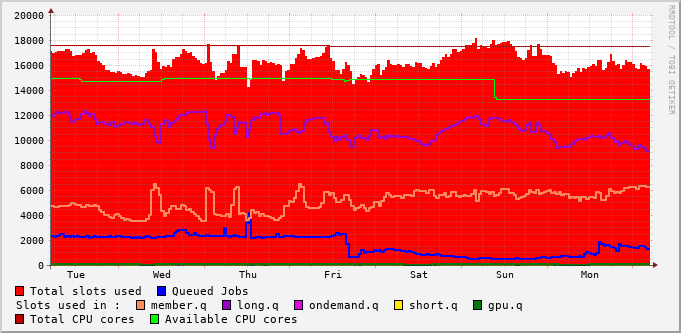 20000
18000
16000
14000
12000
10000
8000
6000
4000
2000
0
Tue Wed Thu Fri Sat Sun Mon
RRDTOOL / TOBI OETIKER
Total slots used Queued Jobs
Slots used in : member.q long.q ondemand.q short.q gpu.q
Total CPU cores Available CPU cores